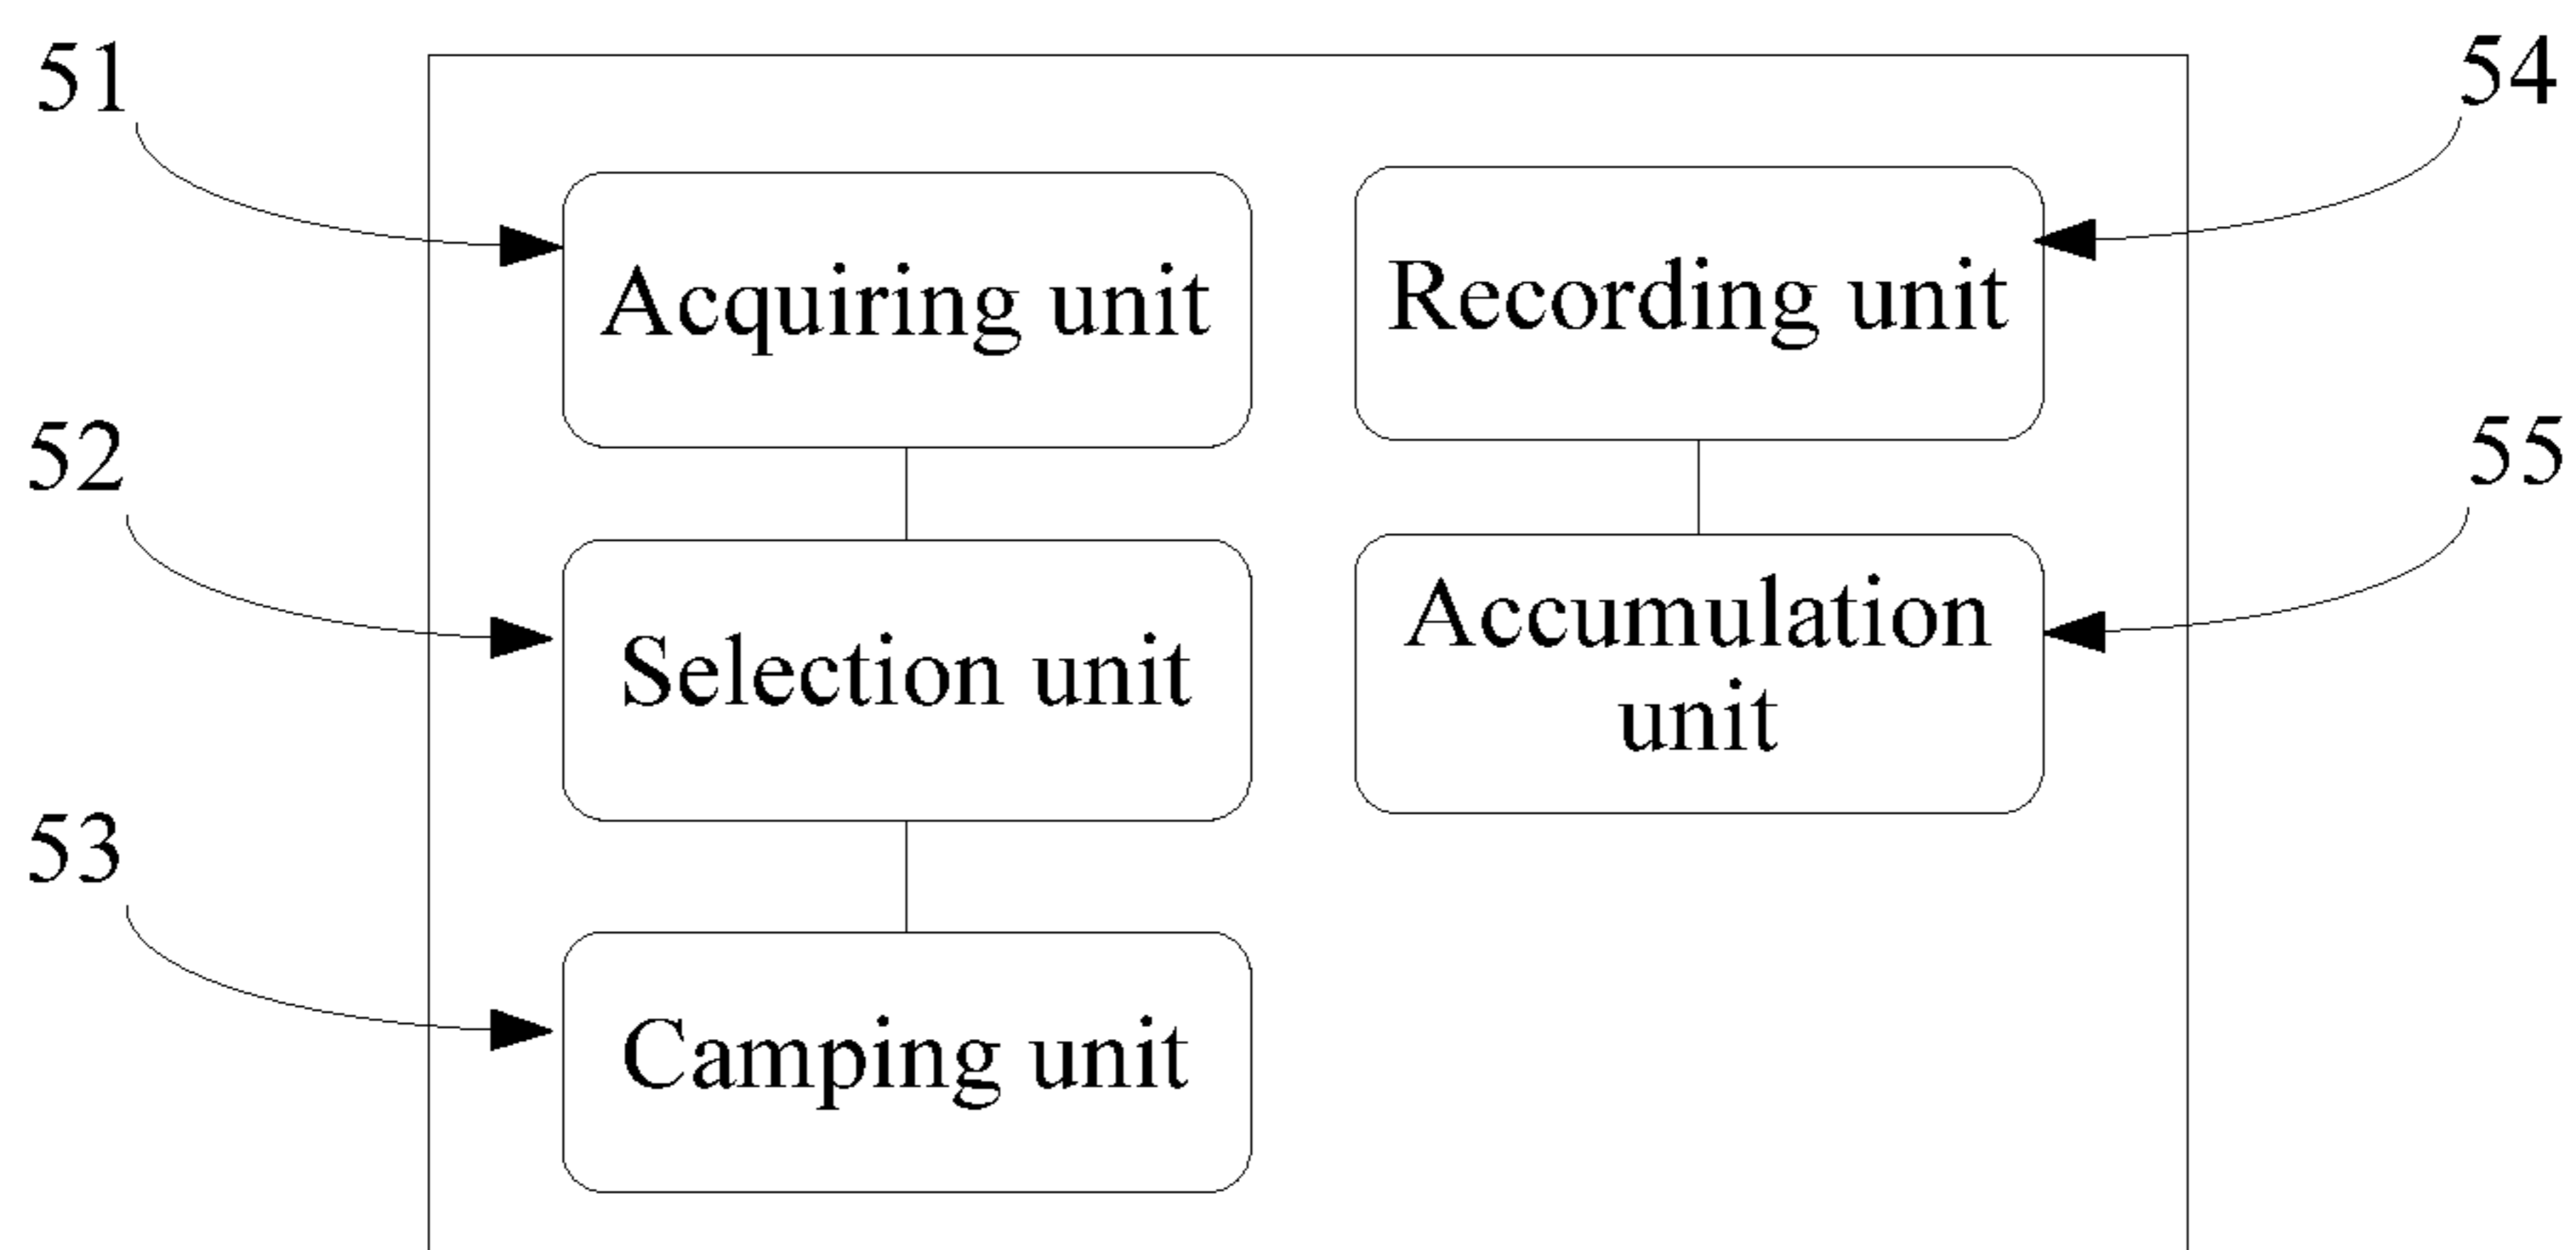 51
54
Acquiring unit
Recording unit
52
55
Selection unit
Accumulation
unit
53
Camping unit